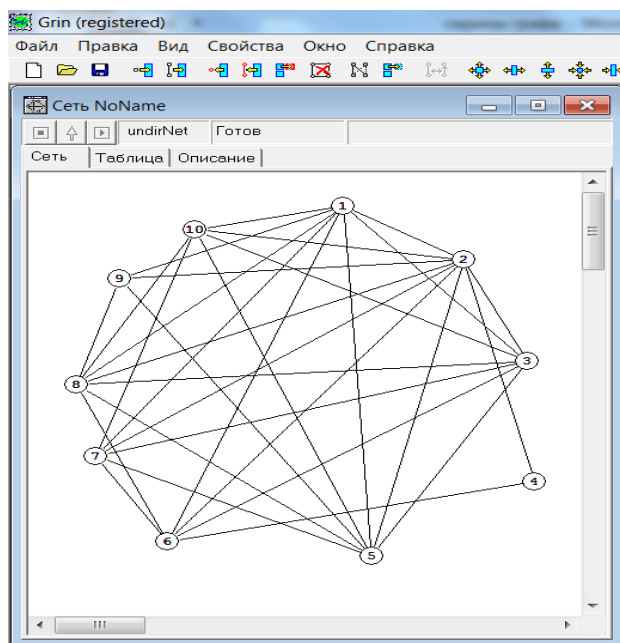 Grin (registered)
Файл Правка Вид Свойства Окно Справка
Сеть NoName
undirNet Готов
Сеть Таблица Описание
1
10
2
9
3
8
7
4
6
5